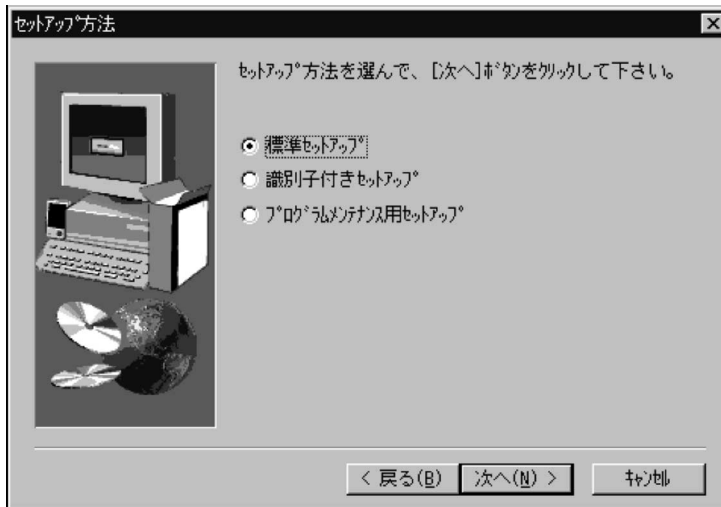 ｾｯﾄｱｯﾌﾟ方法
ｾｯﾄｱｯﾌﾟ方法を選んで、[次へ]ﾎﾞﾀﾝをｸﾘｯｸして下さい。
標準ｾｯﾄｱｯﾌﾟ
識別子付きｾｯﾄｱｯﾌﾟ
ﾌﾟﾛｸﾞﾗﾑﾒﾝﾃﾅﾝｽ用ｾｯﾄｱｯﾌﾟ
< 戻る(B) 次へ(N) > ｷｬﾝｾﾙ